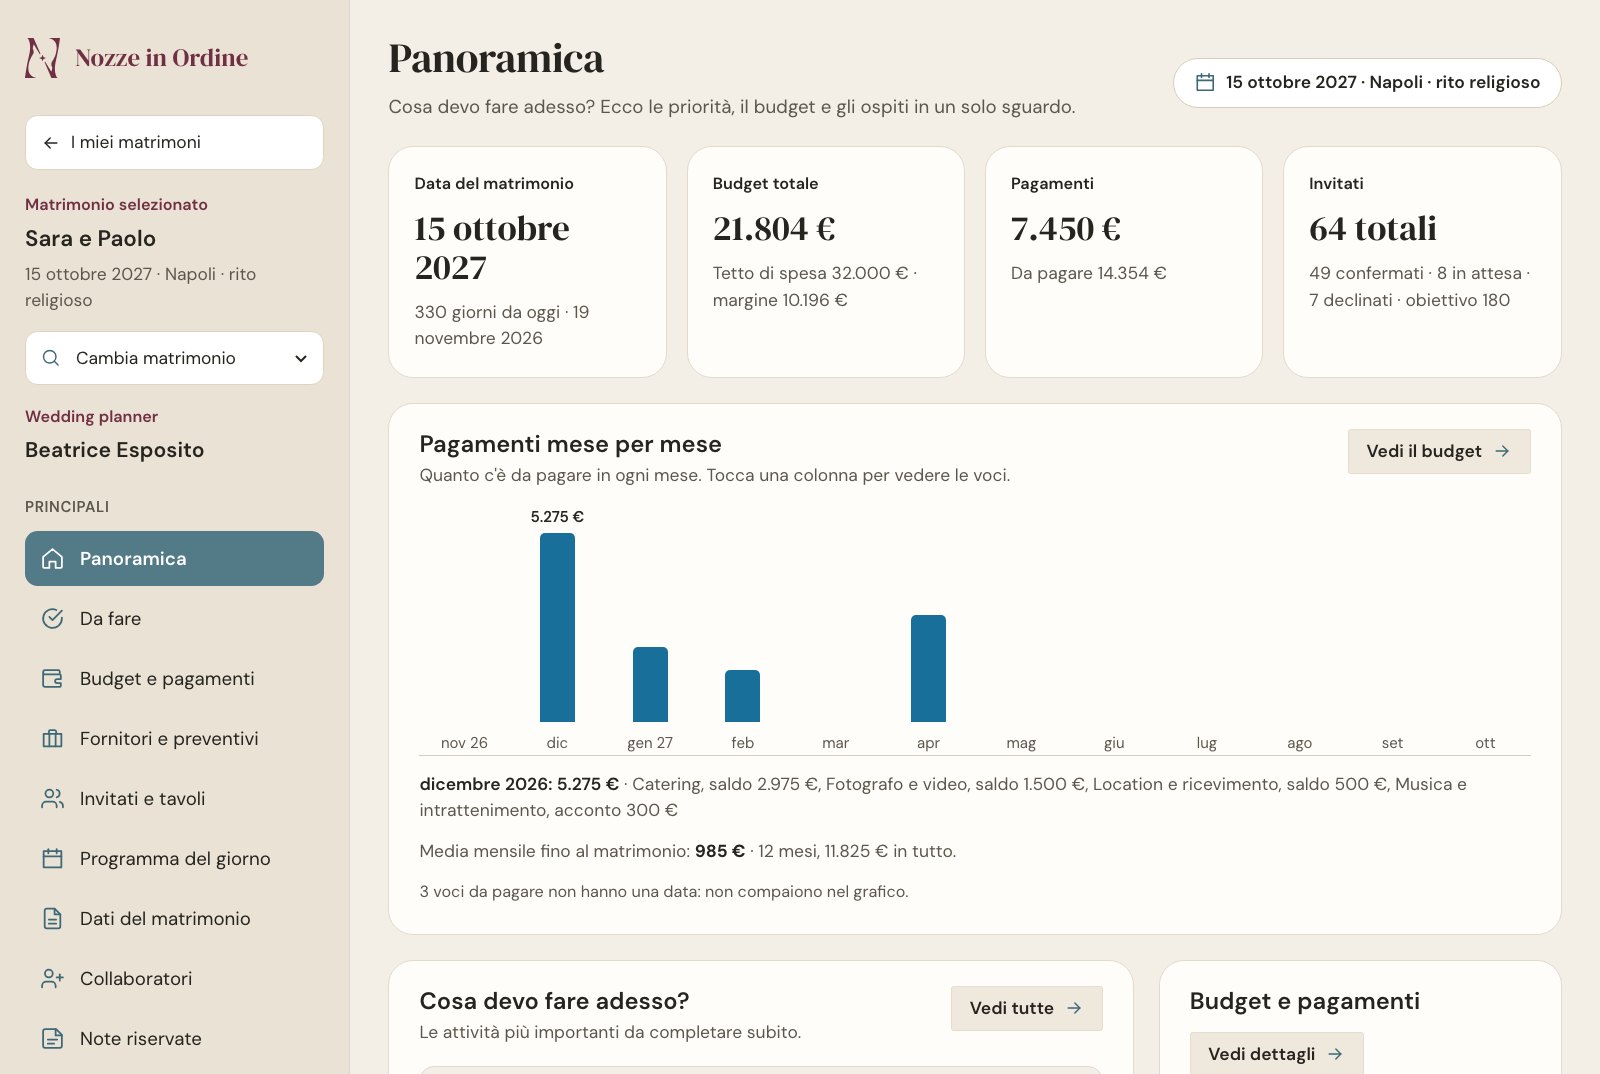 Nozze in Ordine
I miei matrimoni
Matrimonio selezionato
Sara e Paolo
15 ottobre 2027 · Napoli · rito
religioso
Cambia matrimonio
Wedding planner
Beatrice Esposito
PRINCIPALI
Panoramica
Da fare
Budget e pagamenti
Fornitori e preventivi
Invitati e tavoli
Programma del giorno
Dati del matrimonio
Collaboratori
Note riservate
Panoramica
Cosa devo fare adesso? Ecco le priorità, il budget e gli ospiti in un solo sguardo.
15 ottobre 2027 · Napoli · rito religioso
Data del matrimonio
15 ottobre
2027
330 giorni da oggi · 19
novembre 2026
Budget totale
21.804 €
Tetto di spesa 32.000 € ·
margine 10.196 €
Pagamenti
7.450 €
Da pagare 14.354 €
Invitati
64 totali
49 confermati · 8 in attesa ·
7 declinati · obiettivo 180
Pagamenti mese per mese
Quanto c'è da pagare in ogni mese. Tocca una colonna per vedere le voci.
Vedi il budget
5.275 €
nov 26 dic gen 27 feb mar apr mag giu lug ago set ott
dicembre 2026: 5.275 € · Catering, saldo 2.975 €, Fotografo e video, saldo 1.500 €, Location e ricevimento, saldo 500 €, Musica e
intrattenimento, acconto 300 €
Media mensile fino al matrimonio: 985 € · 12 mesi, 11.825 € in tutto.
3 voci da pagare non hanno una data: non compaiono nel grafico.
Cosa devo fare adesso?
Le attività più importanti da completare subito.
Vedi tutte
Budget e pagamenti
Vedi dettagli